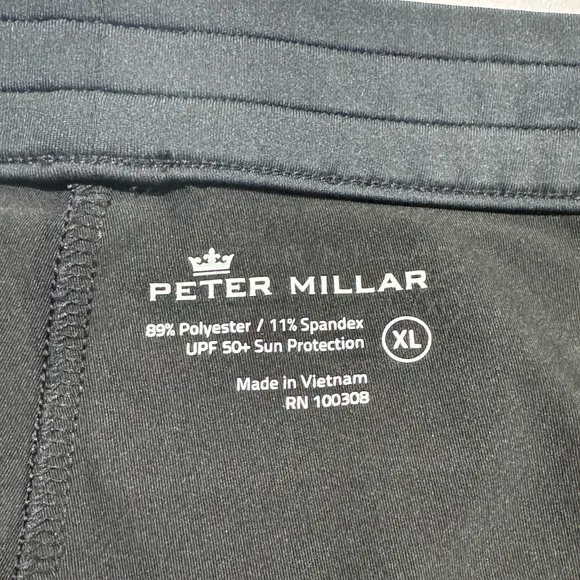 PETER MILLAR
89% Polyester / 11% Spandex
UPF 50+ Sun Protection
XL
Made in Vietnam
RN 100308